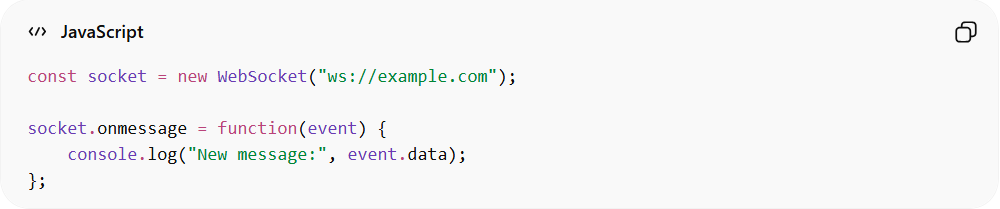 </> JavaScript
const socket = new WebSocket("ws://example.com");
socket.onmessage = function(event) {
    console.log("New message:", event.data);
};